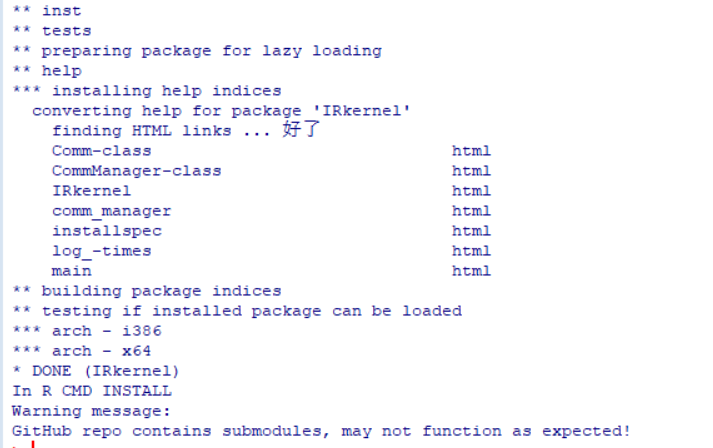 ** inst
** tests
** preparing package for lazy loading
** help
*** installing help indices
  converting help for package 'IRkernel'
    finding HTML links ... 好了
    Comm-class                              html
    CommManager-class                       html
    IRkernel                                html
    comm_manager                            html
    installspec                             html
    log_-times                              html
    main                                    html
** building package indices
** testing if installed package can be loaded
*** arch - i386
*** arch - x64
* DONE (IRkernel)
In R CMD INSTALL
Warning message:
GitHub repo contains submodules, may not function as expected!